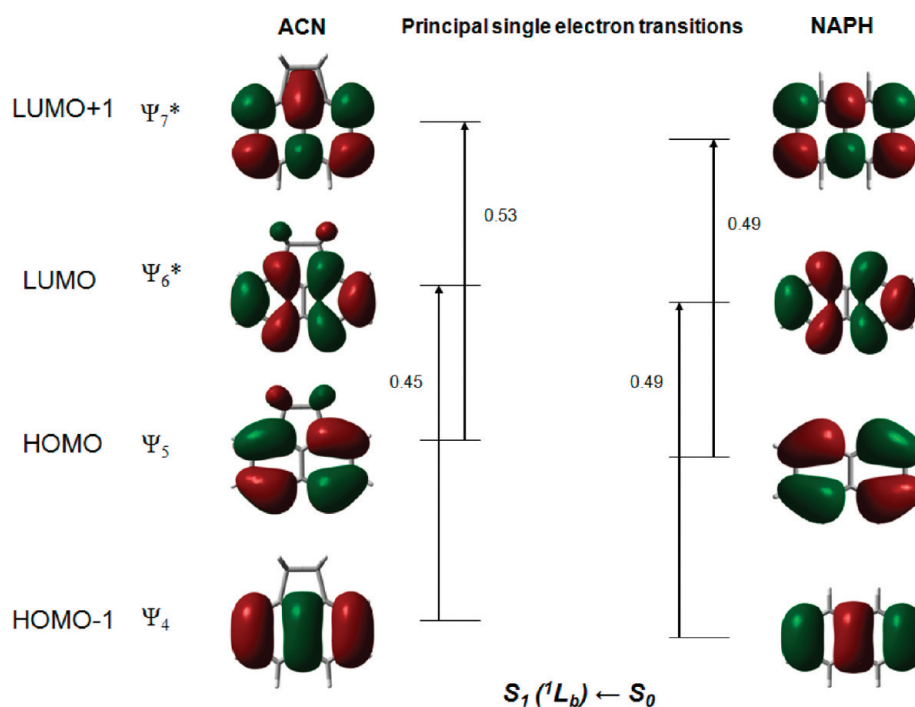 ACN Principal single electron transitions NAPH
LUMO+1 Ψ7*
0.53
0.49
LUMO Ψ6*
0.45
0.49
HOMO Ψ5
HOMO-1 Ψ4
S1 (1Lb) ← S0